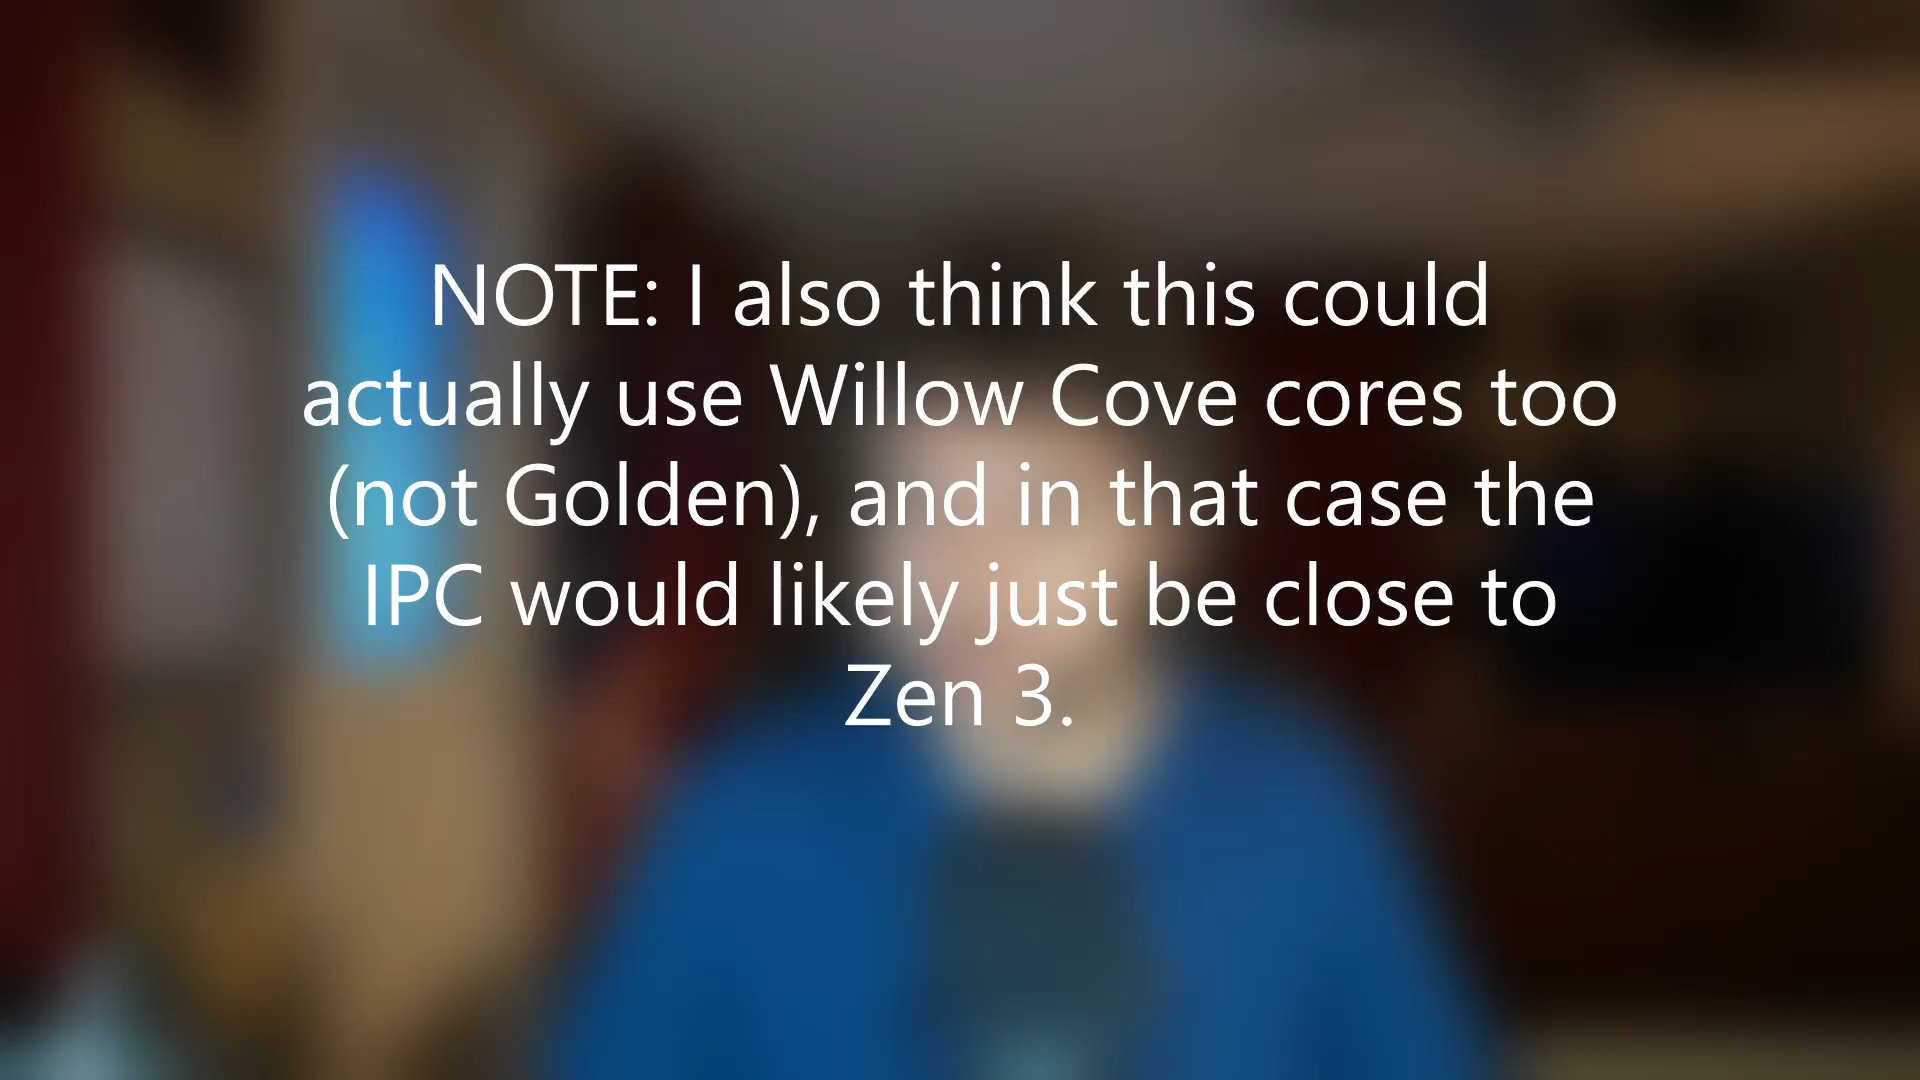 NOTE: I also think this could
actually use Willow Cove cores too
(not Golden), and in that case the
IPC would likely just be close to
Zen 3.